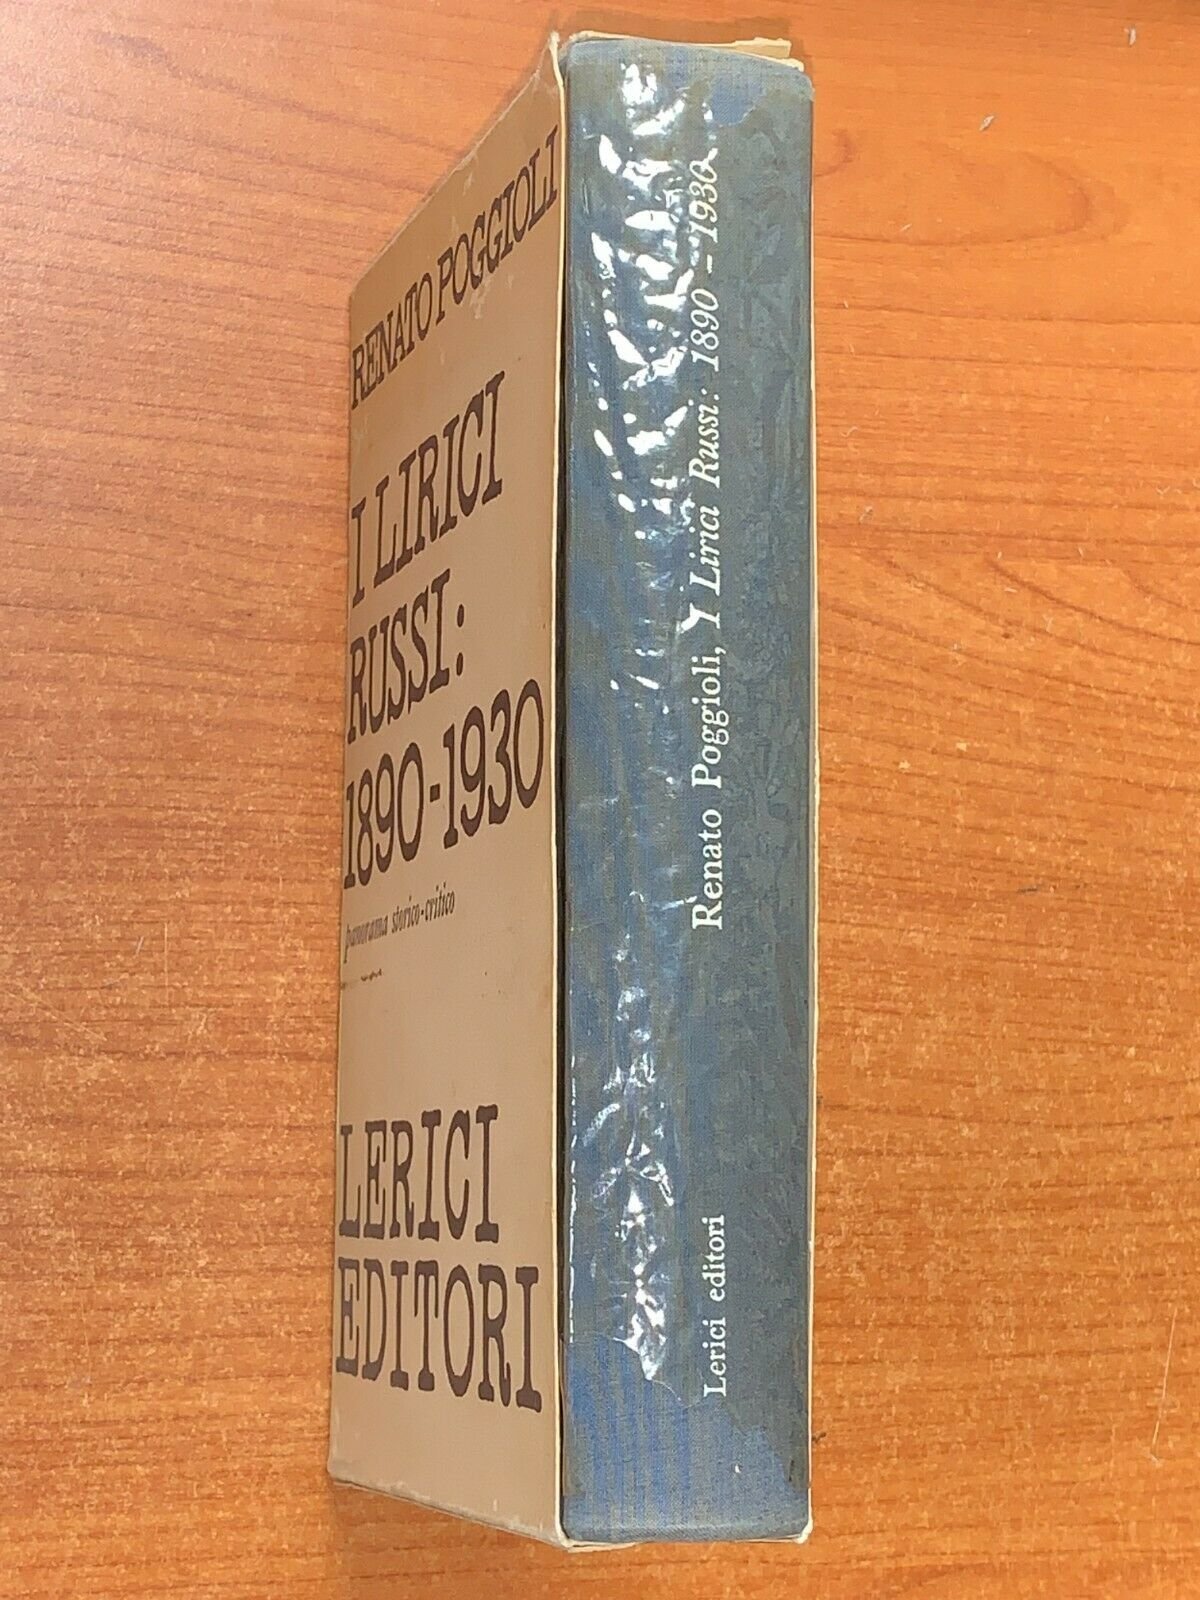 RENATO POGGIOLI
I LIRICI
RUSSI:
1890-1930
panorama storico-critico
LERICI
EDITORI
Renato Poggioli, I Lirici Russi: 1890 – 1930
Lerici editori